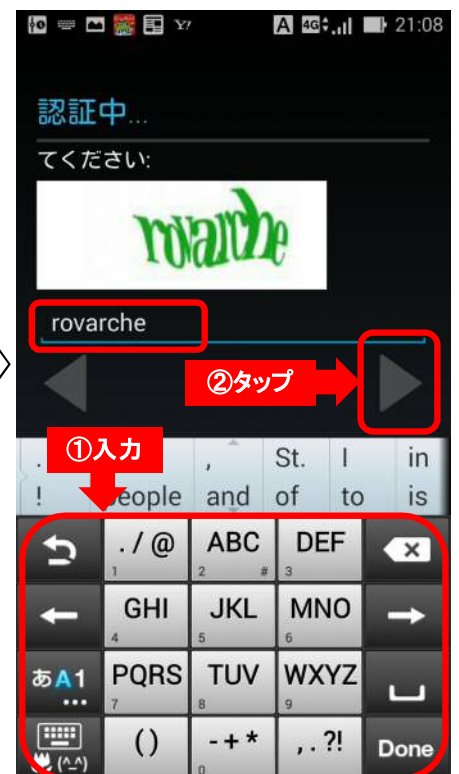 Y! A 4G 21:08
認証中...
てください:
rovarche
rovarche
②タップ
①入力
. , St. I in
! people and of to is
. / @ ABC DEF
1 2 # 3
GHI JKL MNO
4 5 6
あA1 PQRS TUV WXYZ
... 7 8 9
(^_^) () - + * , . ?! Done
0